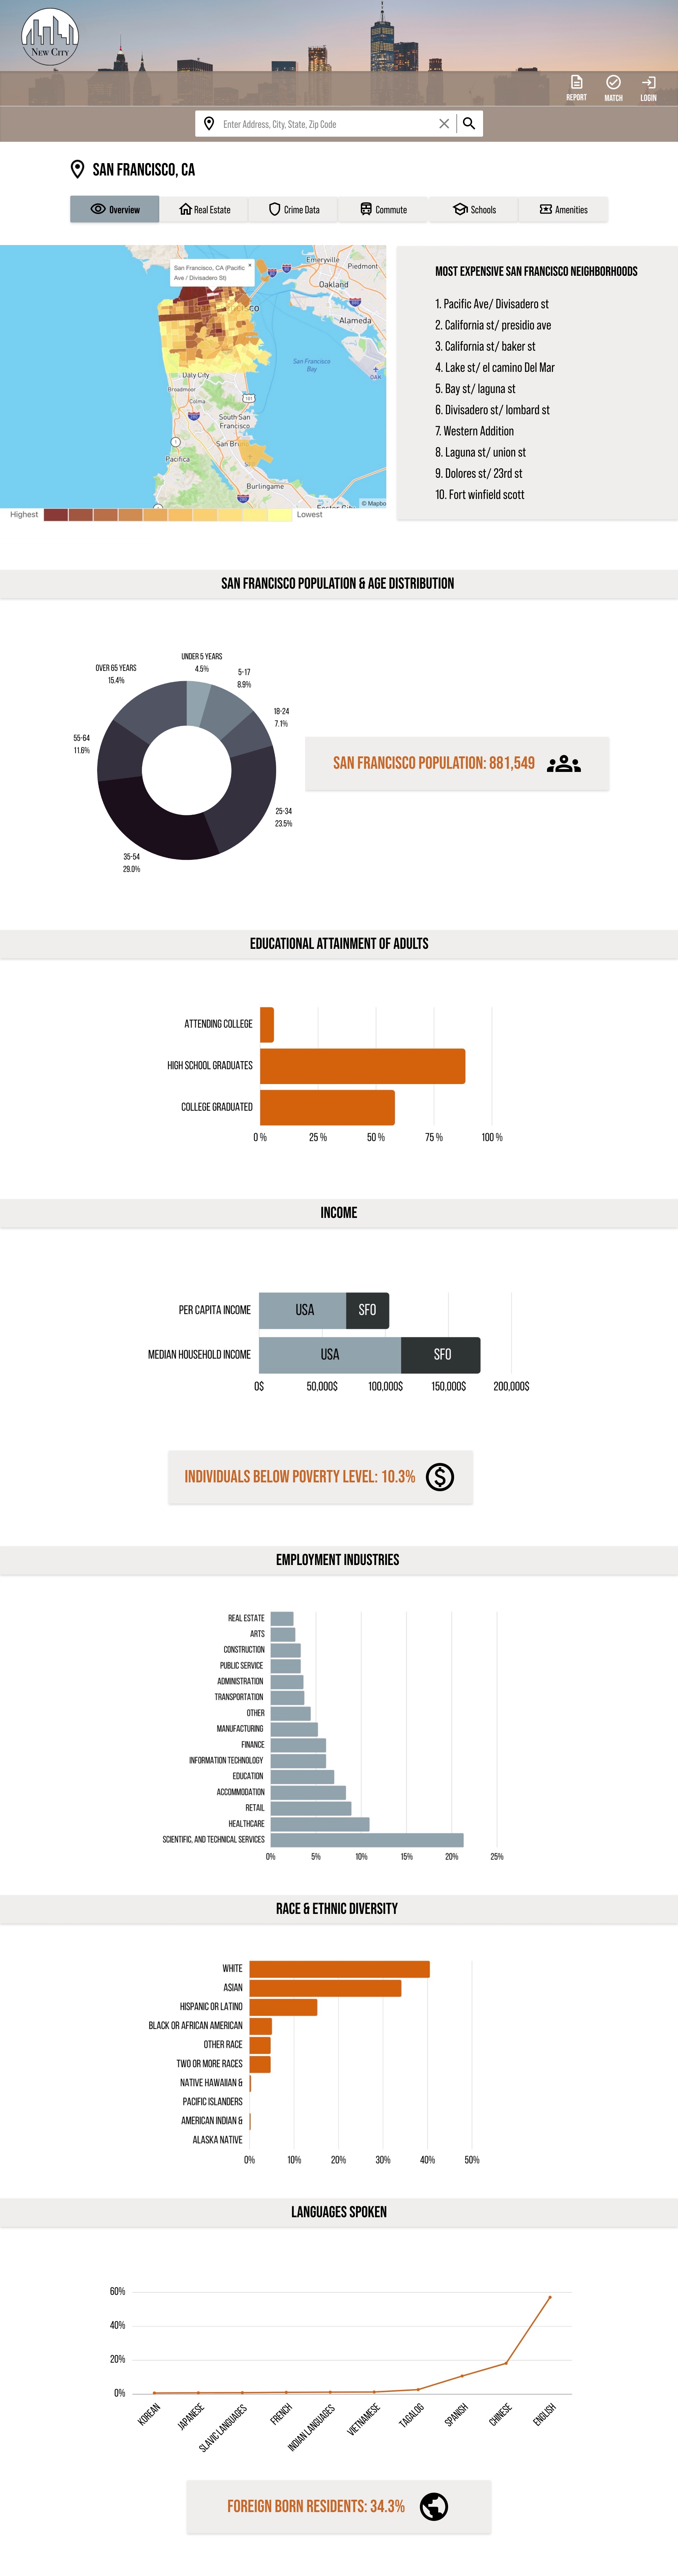 NEW CITY
REPORT
MATCH
LOGIN
Enter Address, City, State, Zip Code
SAN FRANCISCO, CA
Overview
Real Estate
Crime Data
Commute
Schools
Amenities
San Francisco, CA (Pacific
Ave / Divisadero St)
×
Emeryville
Piedmont
Oakland
Alameda
San Francisco
Bay
OAK
Daly City
Broadmoor
Colma
101
South San
Francisco
San Bruno
1
Pacifica
Burlingame
Foster City
© Mapbo
Highest
Lowest
MOST EXPENSIVE SAN FRANCISCO NEIGHBORHOODS
1. Pacific Ave/ Divisadero st
2. California st/ presidio ave
3. California st/ baker st
4. Lake st/ el camino Del Mar
5. Bay st/ laguna st
6. Divisadero st/ lombard st
7. Western Addition
8. Laguna st/ union st
9. Dolores st/ 23rd st
10. Fort winfield scott
SAN FRANCISCO POPULATION & AGE DISTRIBUTION
UNDER 5 YEARS
4.5%
5-17
8.9%
18-24
7.1%
25-34
23.5%
35-54
29.0%
55-64
11.6%
OVER 65 YEARS
15.4%
SAN FRANCISCO POPULATION: 881,549
EDUCATIONAL ATTAINMENT OF ADULTS
ATTENDING COLLEGE
HIGH SCHOOL GRADUATES
COLLEGE GRADUATED
0 %
25 %
50 %
75 %
100 %
INCOME
PER CAPITA INCOME
USA
SFO
MEDIAN HOUSEHOLD INCOME
USA
SFO
0$
50,000$
100,000$
150,000$
200,000$
INDIVIDUALS BELOW POVERTY LEVEL: 10.3%
EMPLOYMENT INDUSTRIES
REAL ESTATE
ARTS
CONSTRUCTION
PUBLIC SERVICE
ADMINISTRATION
TRANSPORTATION
OTHER
MANUFACTURING
FINANCE
INFORMATION TECHNOLOGY
EDUCATION
ACCOMMODATION
RETAIL
HEALTHCARE
SCIENTIFIC, AND TECHNICAL SERVICES
0%
5%
10%
15%
20%
25%
RACE & ETHNIC DIVERSITY
WHITE
ASIAN
HISPANIC OR LATINO
BLACK OR AFRICAN AMERICAN
OTHER RACE
TWO OR MORE RACES
NATIVE HAWAIIAN &
PACIFIC ISLANDERS
AMERICAN INDIAN &
ALASKA NATIVE
0%
10%
20%
30%
40%
50%
LANGUAGES SPOKEN
60%
40%
20%
0%
KOREAN
JAPANESE
SLAVIC LANGUAGES
FRENCH
INDIAN LANGUAGES
VIETNAMESE
TAGALOG
SPANISH
CHINESE
ENGLISH
FOREIGN BORN RESIDENTS: 34.3%